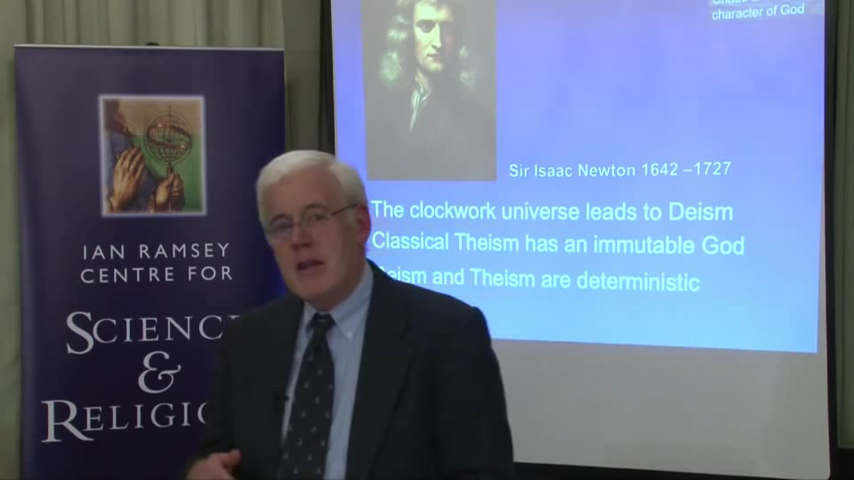 IAN RAMSEY
CENTRE FOR
SCIENC
&
RELIGIO
character of God
Sir Isaac Newton 1642 –1727
The clockwork universe leads to Deism
Classical Theism has an immutable God
eism and Theism are deterministic